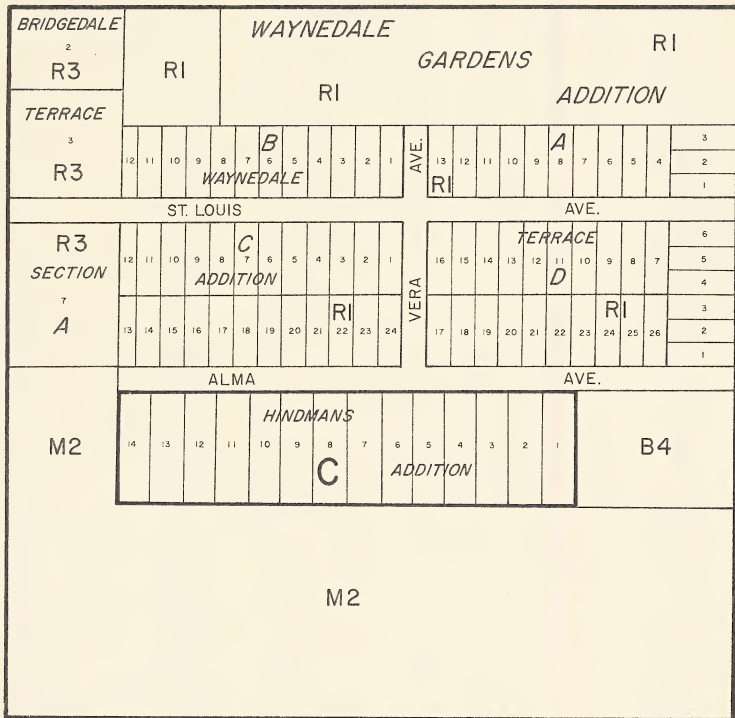 BRIDGEDALE
2
R3
RI
WAYNEDALE
GARDENS
ADDITION
RI
RI
TERRACE
3
R3
B
12 11 10 9 8 7 6 5 4 3 2 1
WAYNEDALE
AVE.
A
13 12 11 10 9 8 7 6 5 4
RI
3
2
1
ST. LOUIS AVE.
R3
SECTION
7
A
C
12 11 10 9 8 7 6 5 4 3 2 1
ADDITION
RI
13 14 15 16 17 18 19 20 21 22 23 24
VERA
TERRACE
16 15 14 13 12 11 10 9 8 7
D
RI
17 18 19 20 21 22 23 24 25 26
6
5
4
3
2
1
ALMA AVE.
M2
HINDMANS
14 13 12 11 10 9 8 7 6 5 4 3 2 1
C
ADDITION
B4
M2